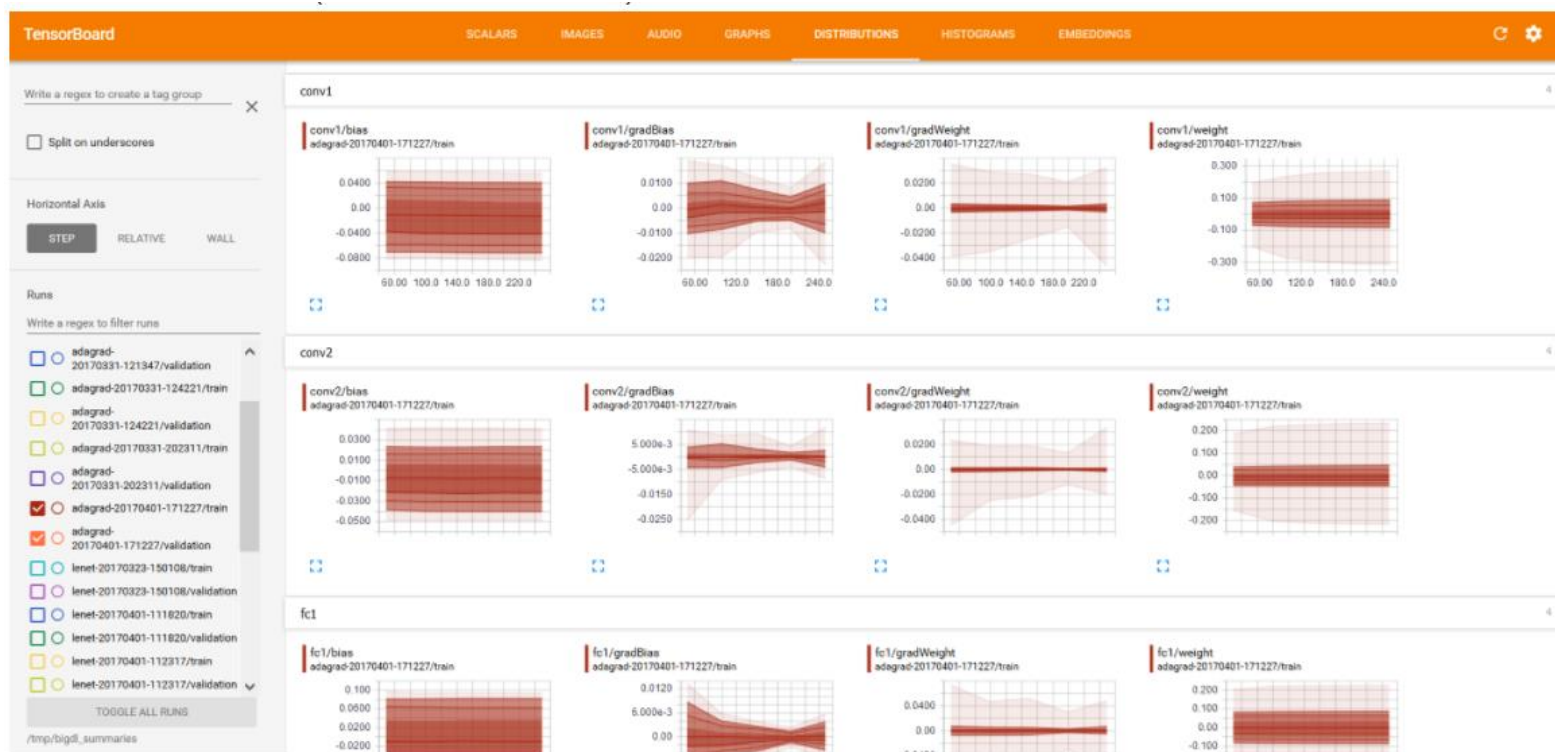 TensorBoard
SCALARS IMAGES AUDIO GRAPHS DISTRIBUTIONS HISTOGRAMS EMBEDDINGS
Write a regex to create a tag group
Split on underscores
Horizontal Axis
STEP RELATIVE WALL
Runs
Write a regex to filter runs
adagrad-
20170331-121347/validation
adagrad-20170331-124221/train
adagrad-
20170331-124221/validation
adagrad-20170331-202311/train
adagrad-
20170331-202311/validation
adagrad-20170401-171227/train
adagrad-
20170401-171227/validation
lenet-20170323-150108/train
lenet-20170323-150108/validation
lenet-20170401-111820/train
lenet-20170401-111820/validation
lenet-20170401-112317/train
lenet-20170401-112317/validation
TOGGLE ALL RUNS
/tmp/bigdl_summaries
conv1 4
conv1/bias
adagrad-20170401-171227/train
0.0400
0.00
-0.0400
-0.0800
60.00 100.0 140.0 180.0 220.0
conv1/gradBias
adagrad-20170401-171227/train
0.0100
0.00
-0.0100
-0.0200
60.00 120.0 180.0 240.0
conv1/gradWeight
adagrad-20170401-171227/train
0.0200
0.00
-0.0200
-0.0400
60.00 100.0 140.0 180.0 220.0
conv1/weight
adagrad-20170401-171227/train
0.300
0.100
-0.100
-0.300
60.00 120.0 180.0 240.0
conv2 4
conv2/bias
adagrad-20170401-171227/train
0.0300
0.0100
-0.0100
-0.0300
-0.0500
conv2/gradBias
adagrad-20170401-171227/train
5.000e-3
-5.000e-3
-0.0150
-0.0250
conv2/gradWeight
adagrad-20170401-171227/train
0.0200
0.00
-0.0200
-0.0400
conv2/weight
adagrad-20170401-171227/train
0.200
0.100
0.00
-0.100
-0.200
fc1 4
fc1/bias
adagrad-20170401-171227/train
0.100
0.0600
0.0200
-0.0200
fc1/gradBias
adagrad-20170401-171227/train
0.0120
6.000e-3
0.00
fc1/gradWeight
adagrad-20170401-171227/train
0.0400
0.00
fc1/weight
adagrad-20170401-171227/train
0.200
0.100
0.00
-0.100